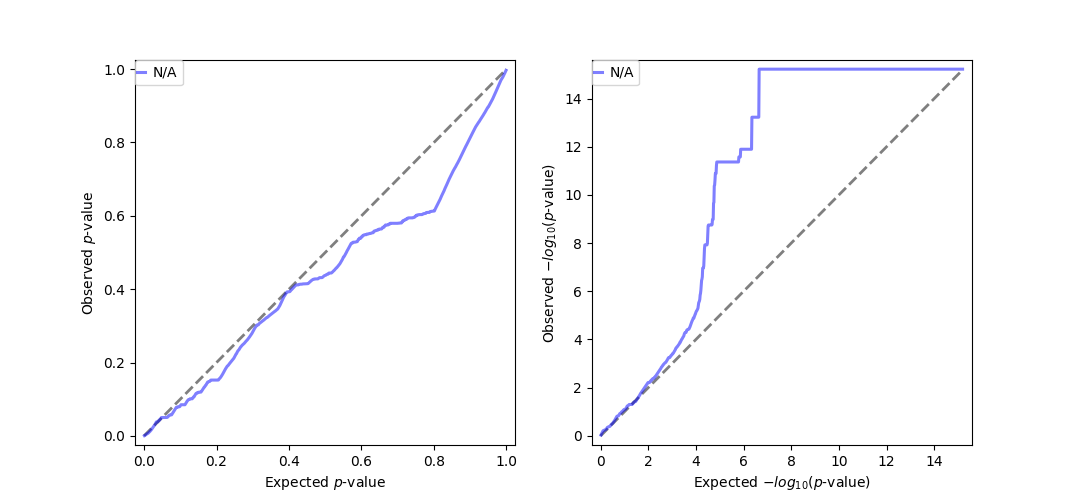 N/A
1.0
0.8
0.6
0.4
0.2
0.0
Observed p-value
0.0 0.2 0.4 0.6 0.8 1.0
Expected p-value
N/A
14
12
10
8
6
4
2
0
Observed −log10(p-value)
0 2 4 6 8 10 12 14
Expected −log10(p-value)